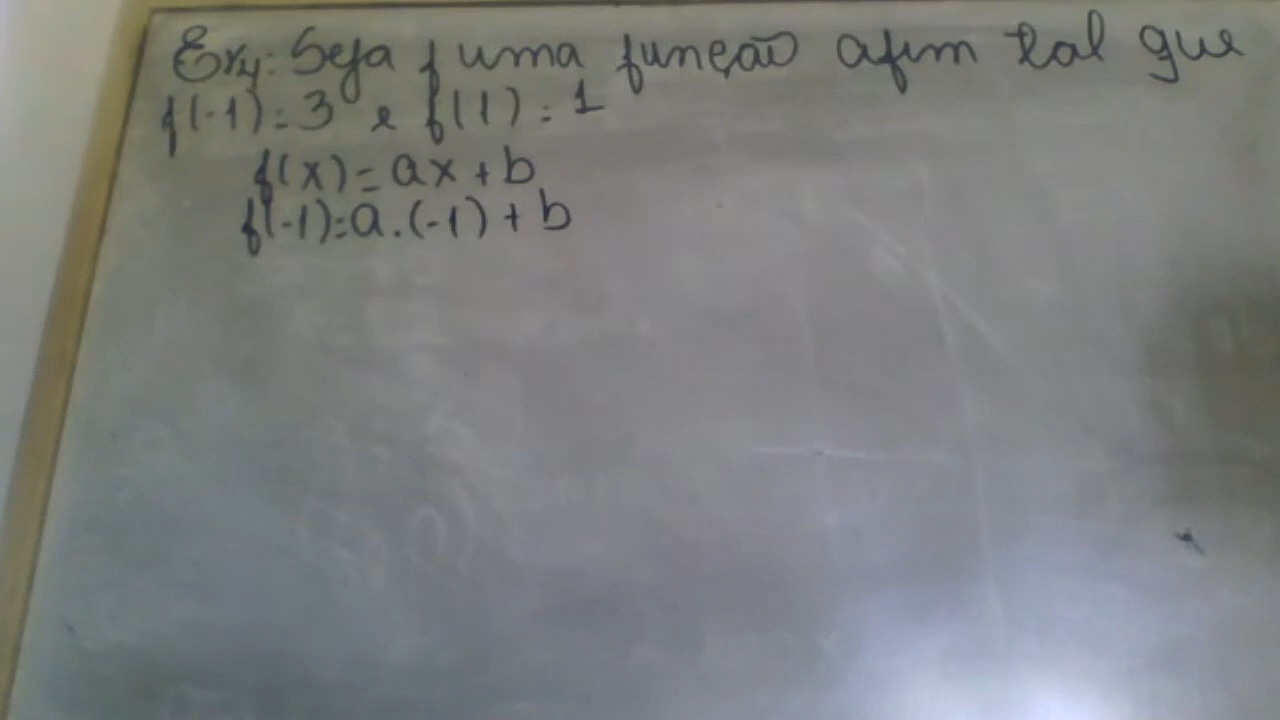 Ex4: Seja f uma função afim tal que
f(-1)=3 e f(1)=1
f(x)=ax+b
f(-1)=a.(-1)+b